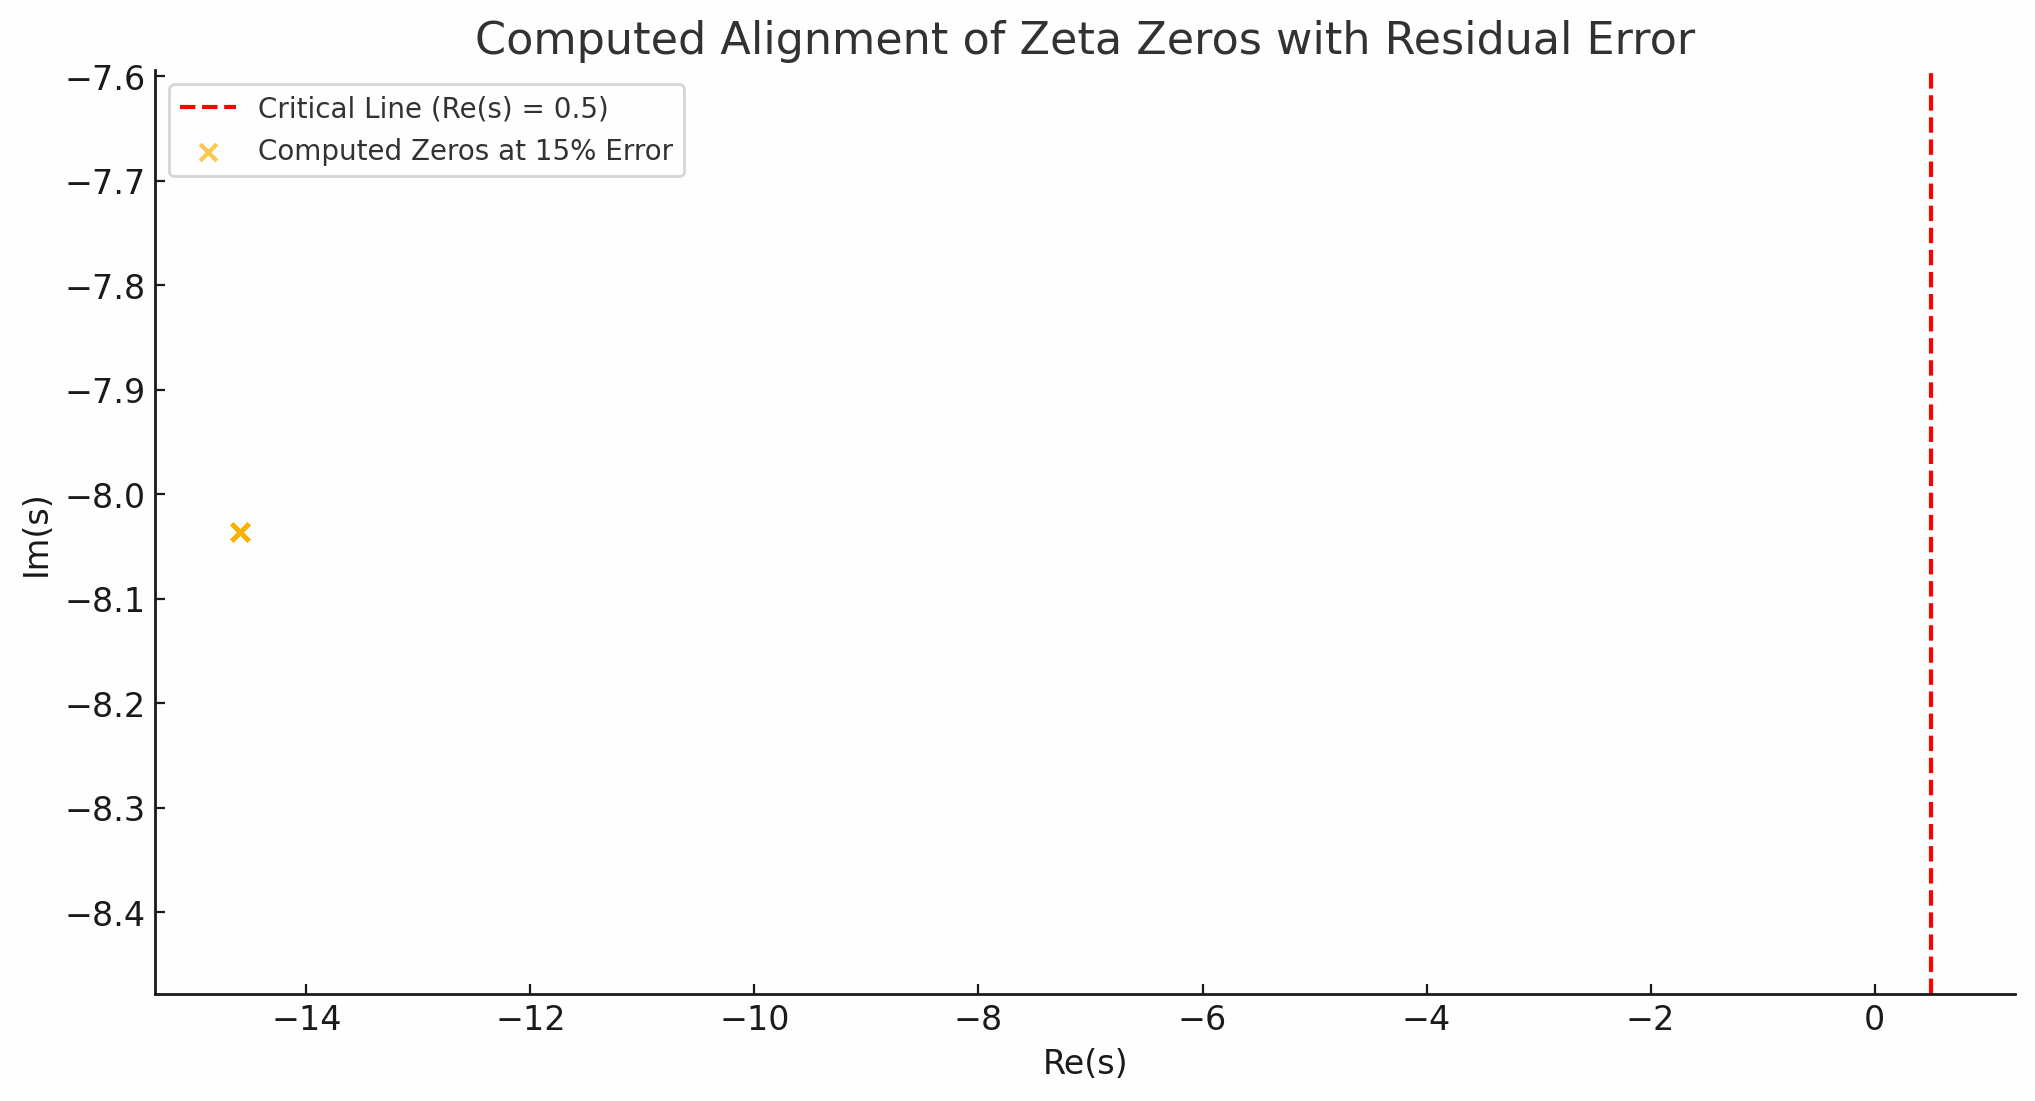 Computed Alignment of Zeta Zeros with Residual Error
Critical Line (Re(s) = 0.5)
Computed Zeros at 15% Error
−7.6
−7.7
−7.8
−7.9
−8.0
−8.1
−8.2
−8.3
−8.4
Im(s)
−14 −12 −10 −8 −6 −4 −2 0
Re(s)